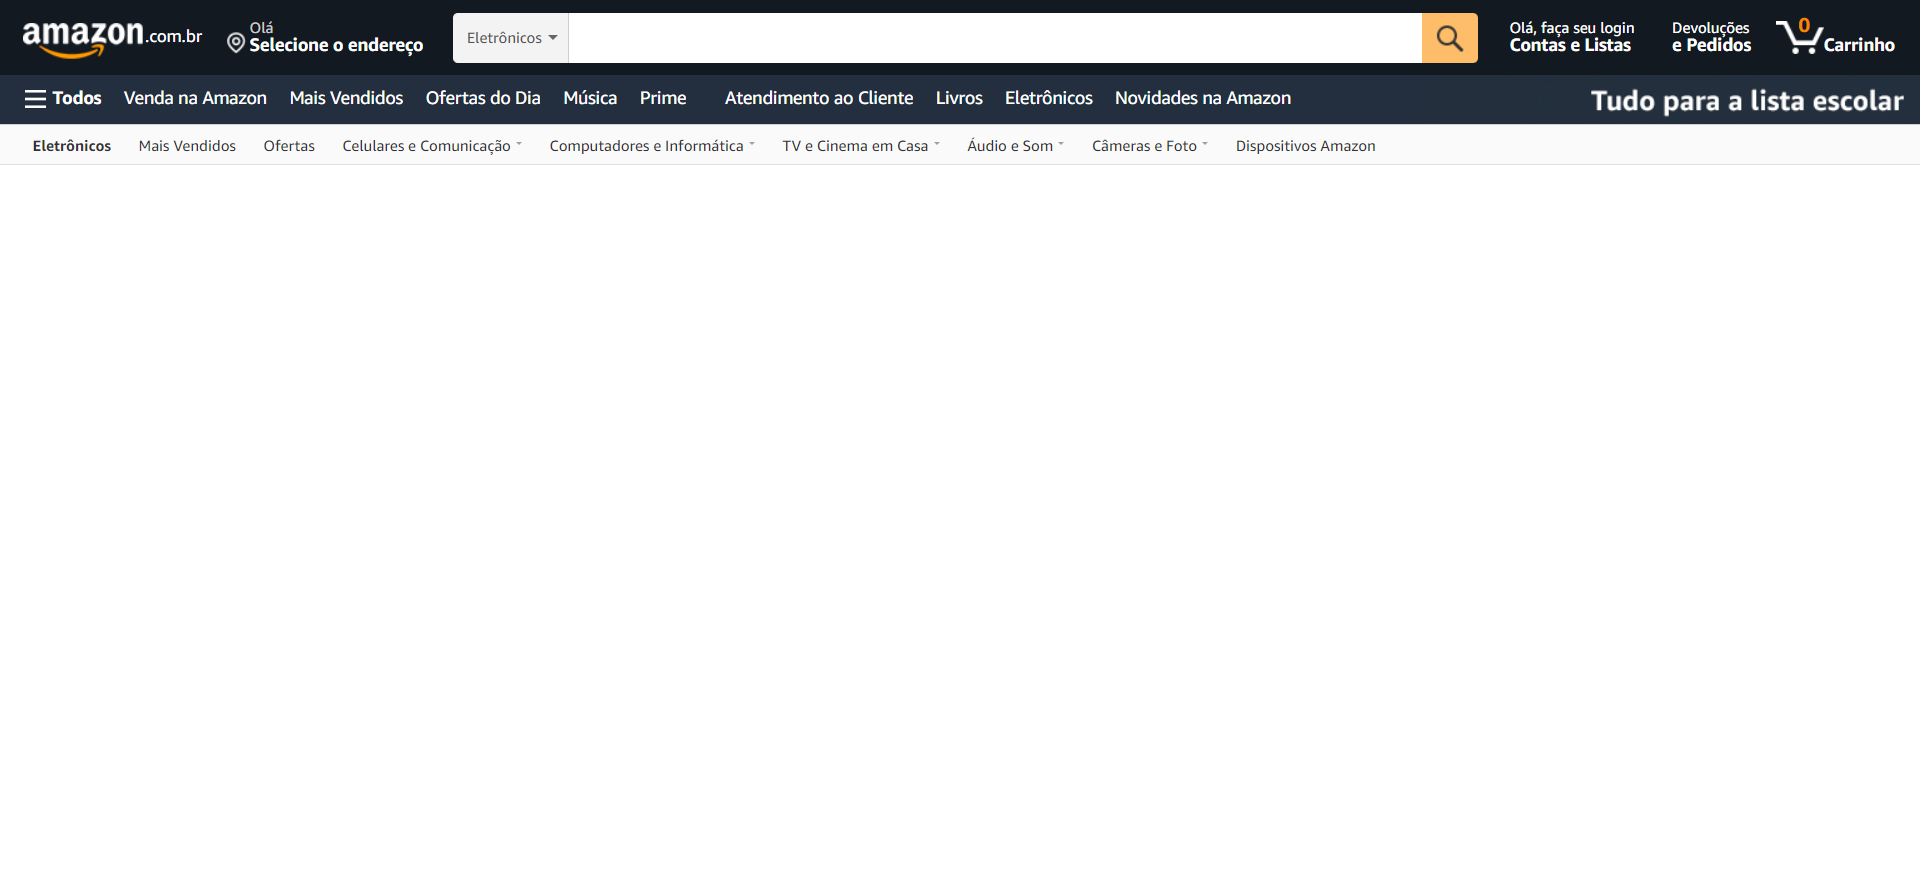 amazon.com.br
Olá
Selecione o endereço
Eletrônicos
Olá, faça seu login
Contas e Listas
Devoluções
e Pedidos
0
Carrinho
Todos
Venda na Amazon
Mais Vendidos
Ofertas do Dia
Música
Prime
Atendimento ao Cliente
Livros
Eletrônicos
Novidades na Amazon
Tudo para a lista escolar
Eletrônicos
Mais Vendidos
Ofertas
Celulares e Comunicação
Computadores e Informática
TV e Cinema em Casa
Áudio e Som
Câmeras e Foto
Dispositivos Amazon